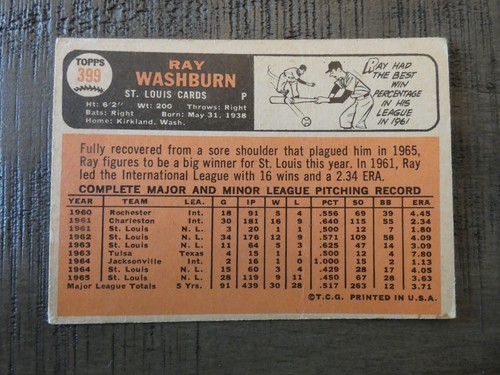 TOPPS
399
RAY
WASHBURN
ST. LOUIS CARDS P
Ht: 6'2" Wt: 200 Throws: Right
Bats: Right Born: May 31, 1938
Home: Kirkland, Wash.
RAY HAD
THE BEST
WIN
PERCENTAGE
IN HIS
LEAGUE
IN 1961
Fully recovered from a sore shoulder that plagued him in 1965,
Ray figures to be a big winner for St. Louis this year. In 1961, Ray
led the International League with 16 wins and a 2.34 ERA.
COMPLETE MAJOR AND MINOR LEAGUE PITCHING RECORD
YEAR TEAM LEA. G IP W L PCT SO BB ERA
1960 Rochester Int. 18 91 5 4 .556 69 39 4.45
1961 Charleston Int. 30 181 16 9 .640 134 66 2.34
1961 St. Louis N.L. 3 20 1 1 .500 12 7 1.80
1962 St. Louis N.L. 34 176 12 9 .571 109 58 4.09
1963 St. Louis N.L. 11 64 5 3 .625 47 14 3.09
1963 Tulsa Texas 4 15 1 1 .500 12 4 7.80
1964 Jacksonville Int. 2 16 1 0 1.000 15 2 1.13
1964 St. Louis N.L. 15 60 3 4 .429 28 17 4.05
1965 St. Louis N.L. 28 119 9 11 .450 67 28 3.63
Major League Totals 5 Yrs. 91 439 30 28 .517 263 12 3.71
©T.C.G. PRINTED IN U.S.A.